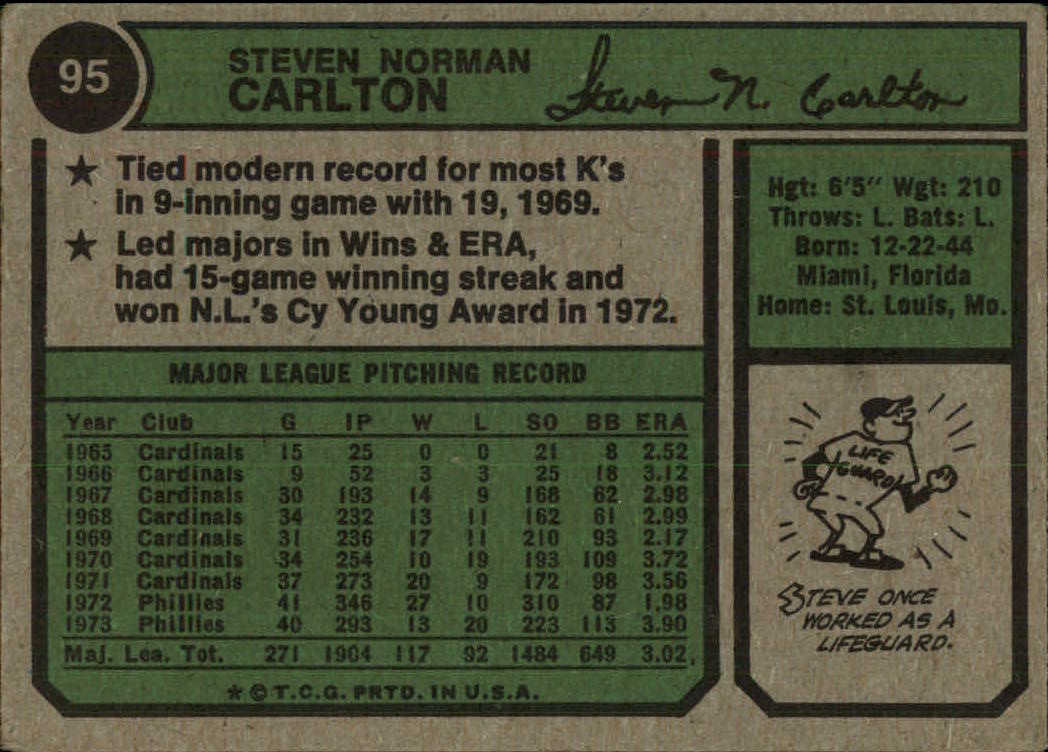 95
STEVEN NORMAN
CARLTON
Steven N. Carlton
★ Tied modern record for most K's
in 9-inning game with 19, 1969.
★ Led majors in Wins & ERA,
had 15-game winning streak and
won N.L.'s Cy Young Award in 1972.
Hgt: 6'5" Wgt: 210
Throws: L. Bats: L.
Born: 12-22-44
Miami, Florida
Home: St. Louis, Mo.
MAJOR LEAGUE PITCHING RECORD
Year Club G IP W L SO BB ERA
1965 Cardinals 15 25 0 0 21 8 2.52
1966 Cardinals 9 52 3 3 25 18 3.12
1967 Cardinals 30 193 14 9 168 62 2.98
1968 Cardinals 34 232 13 11 162 61 2.99
1969 Cardinals 31 236 17 11 210 93 2.17
1970 Cardinals 34 254 10 19 193 109 3.72
1971 Cardinals 37 273 20 9 172 98 3.56
1972 Phillies 41 346 27 10 310 87 1.98
1973 Phillies 40 293 13 20 223 113 3.90
Maj. Lea. Tot. 271 1904 117 92 1484 649 3.02
★ © T.C.G. PRTD. IN U.S.A.
LIFE
GUARD
STEVE ONCE
WORKED AS A
LIFEGUARD.